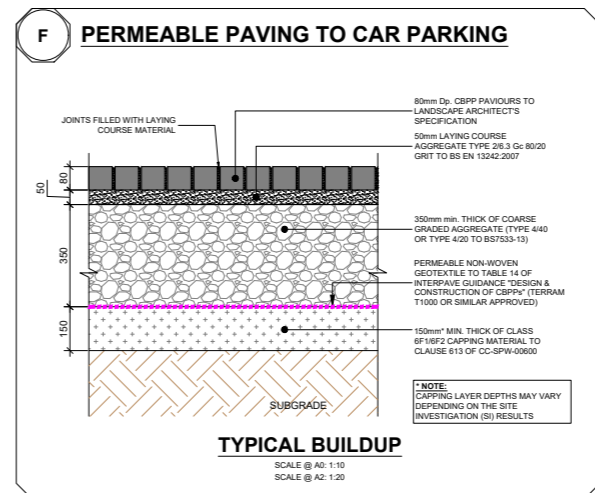 F
PERMEABLE PAVING TO CAR PARKING
JOINTS FILLED WITH LAYING
COURSE MATERIAL
80mm Dp. CBPP PAVIOURS TO
LANDSCAPE ARCHITECT'S
SPECIFICATION
50mm LAYING COURSE
AGGREGATE TYPE 2/6.3 Gc 80/20
GRIT TO BS EN 13242:2007
80
50
350
350mm min. THICK OF COARSE
GRADED AGGREGATE (TYPE 4/40
OR TYPE 4/20 TO BS7533-13)
PERMEABLE NON-WOVEN
GEOTEXTILE TO TABLE 14 OF
INTERPAVE GUIDANCE "DESIGN &
CONSTRUCTION OF CBPPs" (TERRAM
T1000 OR SIMILAR APPROVED)
150
150mm* MIN. THICK OF CLASS
6F1/6F2 CAPPING MATERIAL TO
CLAUSE 613 OF CC-SPW-00600
* NOTE:
CAPPING LAYER DEPTHS MAY VARY
DEPENDING ON THE SITE
INVESTIGATION (SI) RESULTS
SUBGRADE
TYPICAL BUILDUP
SCALE @ A0: 1:10
SCALE @ A2: 1:20